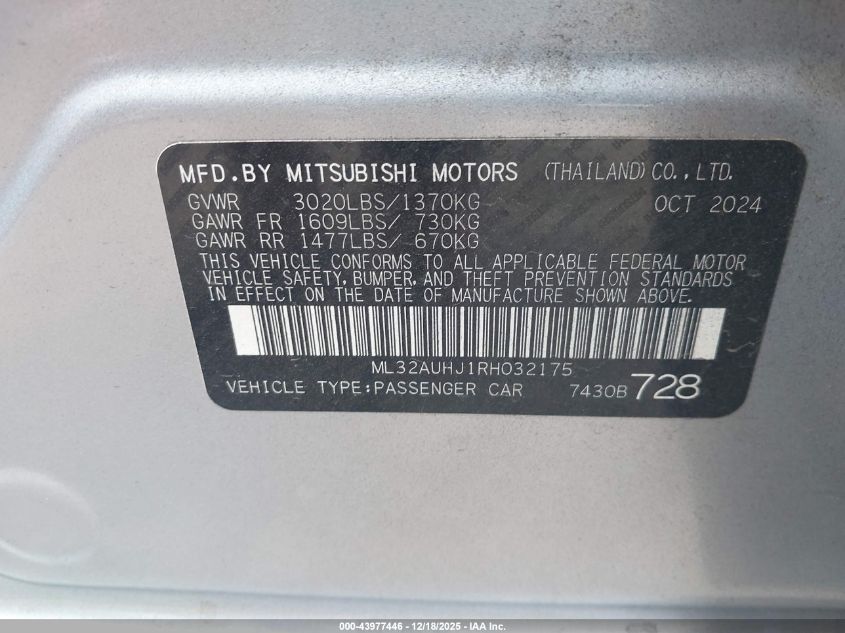 MFD.BY MITSUBISHI MOTORS (THAILAND) CO., LTD.
GVWR 3020LBS/1370KG OCT 2024
GAWR FR 1609LBS/ 730KG
GAWR RR 1477LBS/ 670KG
THIS VEHICLE CONFORMS TO ALL APPLICABLE FEDERAL MOTOR
VEHICLE SAFETY, BUMPER, AND THEFT PREVENTION STANDARDS
IN EFFECT ON THE DATE OF MANUFACTURE SHOWN ABOVE.
ML32AUHJ1RH032175
VEHICLE TYPE:PASSENGER CAR 7430B 728
000-43977446 - 12/18/2025 - IAA Inc.